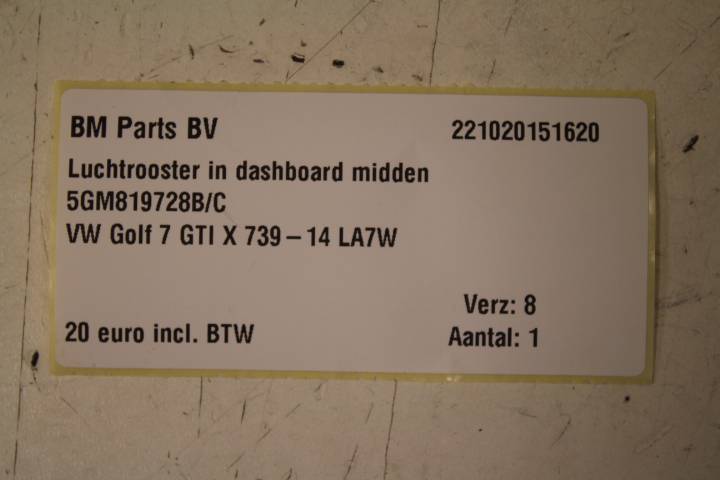 BM Parts BV 221020151620
Luchtrooster in dashboard midden
5GM819728B/C
VW Golf 7 GTI X 739-14 LA7W
Verz: 8
20 euro incl. BTW Aantal: 1